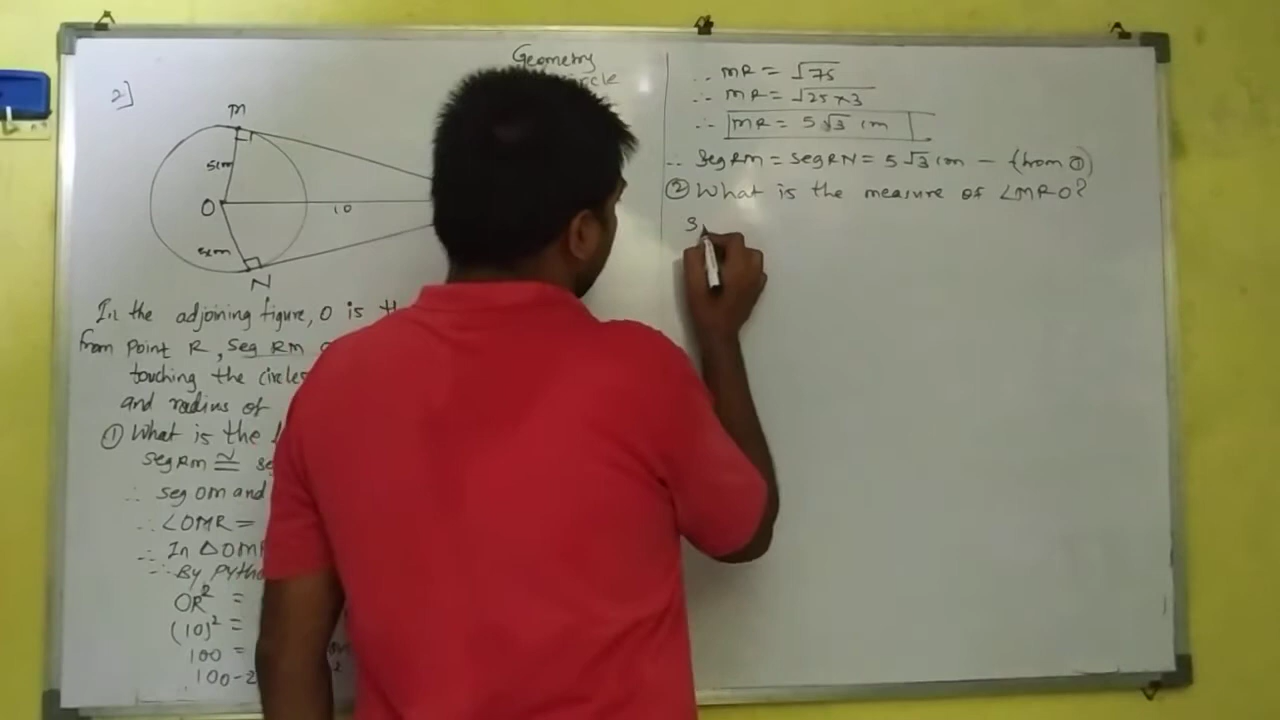 Geometry
circle
2]
M
5cm
O
10
5cm
N
In the adjoining figure, O is
from point R, seg RM
touching the circles
and radius of
① What is the
seg RM ≅
∴ seg OM and
∴ ∠OMR =
∴ In △OM
∴ By Pytha
OR² =
(10)² =
100 =
100-2
∴ MR = √75
∴ MR = √25×3
∴ MR = 5√3 cm
∴ seg RM = seg RN = 5√3 cm — (from ①)
② What is the measure of ∠MRO?